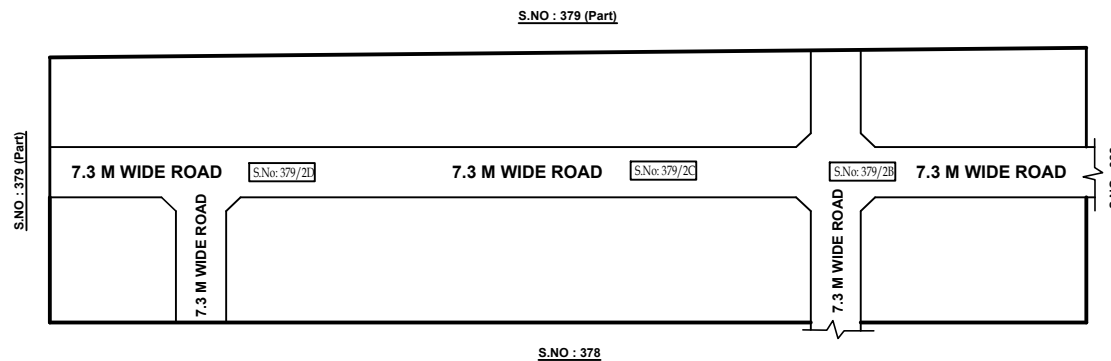 S.NO : 379 (Part)
S.NO : 379 (Part)
7.3 M WIDE ROAD
S.No: 379/2D
7.3 M WIDE ROAD
S.No: 379/2C
S.No: 379/2B
7.3 M WIDE ROAD
7.3 M WIDE ROAD
7.3 M WIDE ROAD
S.NO : 378